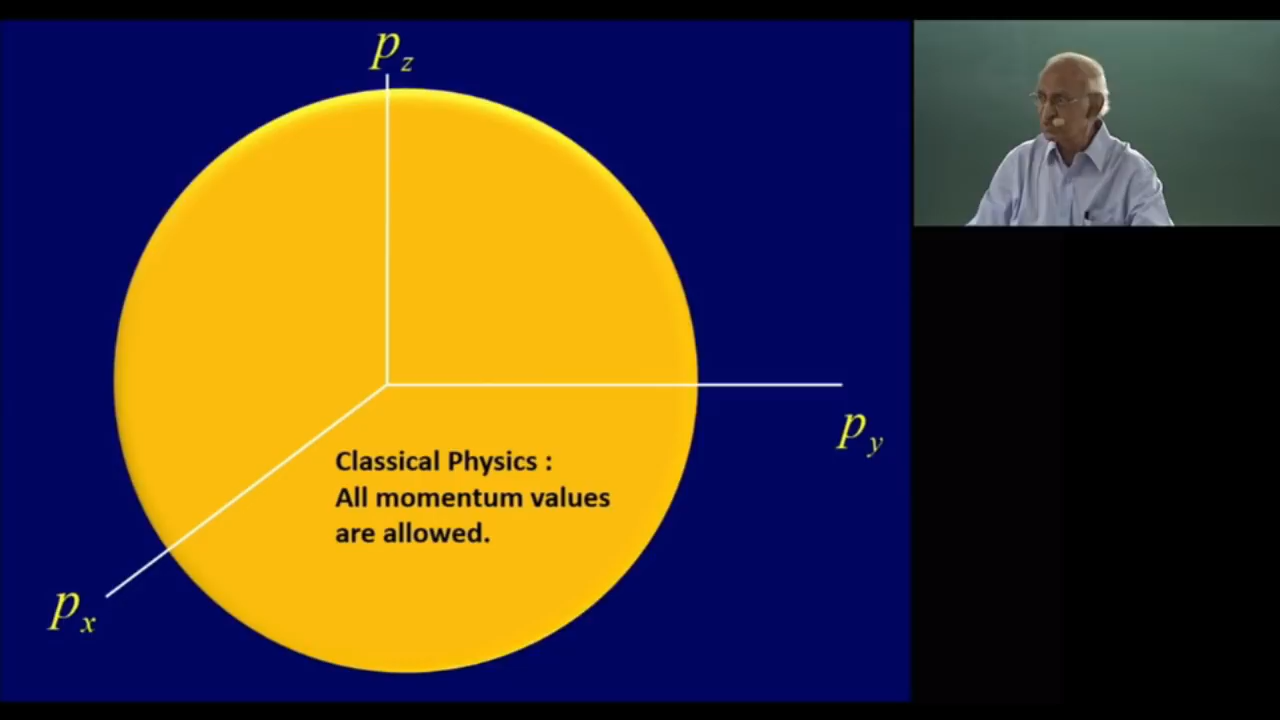 p_z
p_y
Classical Physics :
All momentum values
are allowed.
p_x